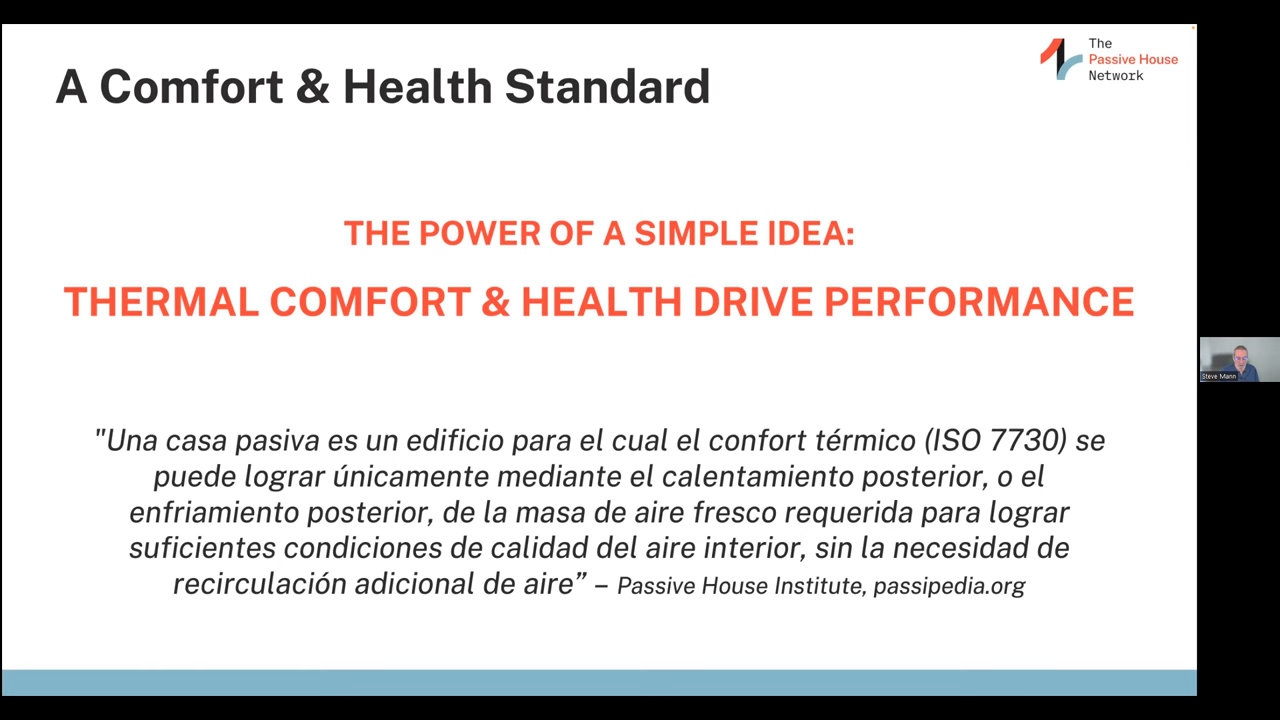 The
Passive House
Network
A Comfort & Health Standard
THE POWER OF A SIMPLE IDEA:
THERMAL COMFORT & HEALTH DRIVE PERFORMANCE
"Una casa pasiva es un edificio para el cual el confort térmico (ISO 7730) se
puede lograr únicamente mediante el calentamiento posterior, o el
enfriamiento posterior, de la masa de aire fresco requerida para lograr
suficientes condiciones de calidad del aire interior, sin la necesidad de
recirculación adicional de aire” – Passive House Institute, passipedia.org
Steve Mann